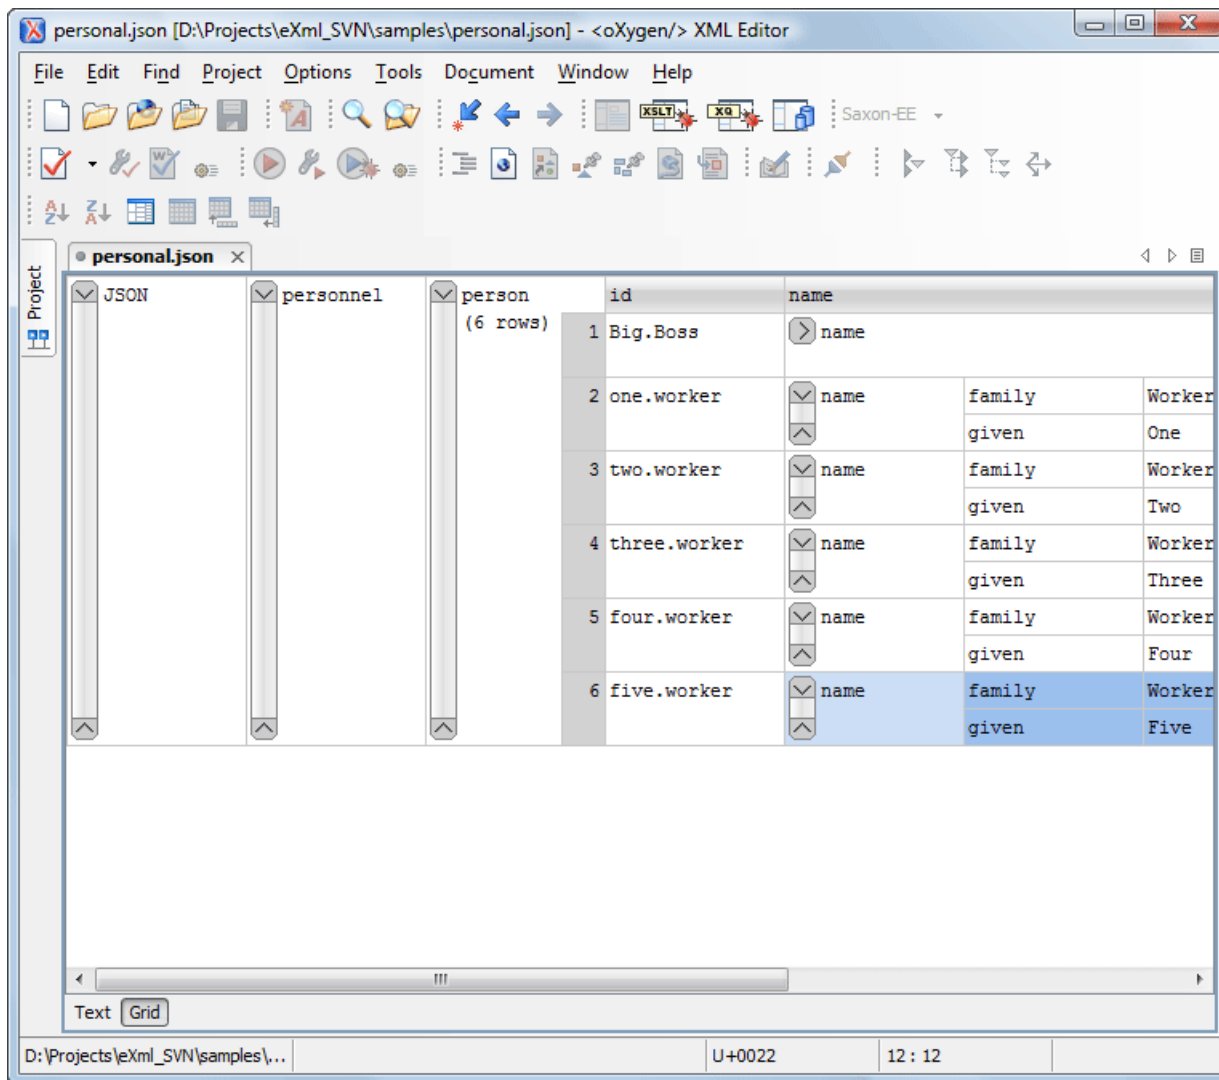 personal.json [D:\Projects\eXml_SVN\samples\personal.json] - <oXygen/> XML Editor
File Edit Find Project Options Tools Document Window Help
XSLT XQ Saxon-EE
W
A Z Z A
Project
personal.json
JSON personnel person id name
(6 rows)
1 Big.Boss name
2 one.worker name family Worker
given One
3 two.worker name family Worker
given Two
4 three.worker name family Worker
given Three
5 four.worker name family Worker
given Four
6 five.worker name family Worker
given Five
Text Grid
D:\Projects\eXml_SVN\samples\... U+0022 12 : 12